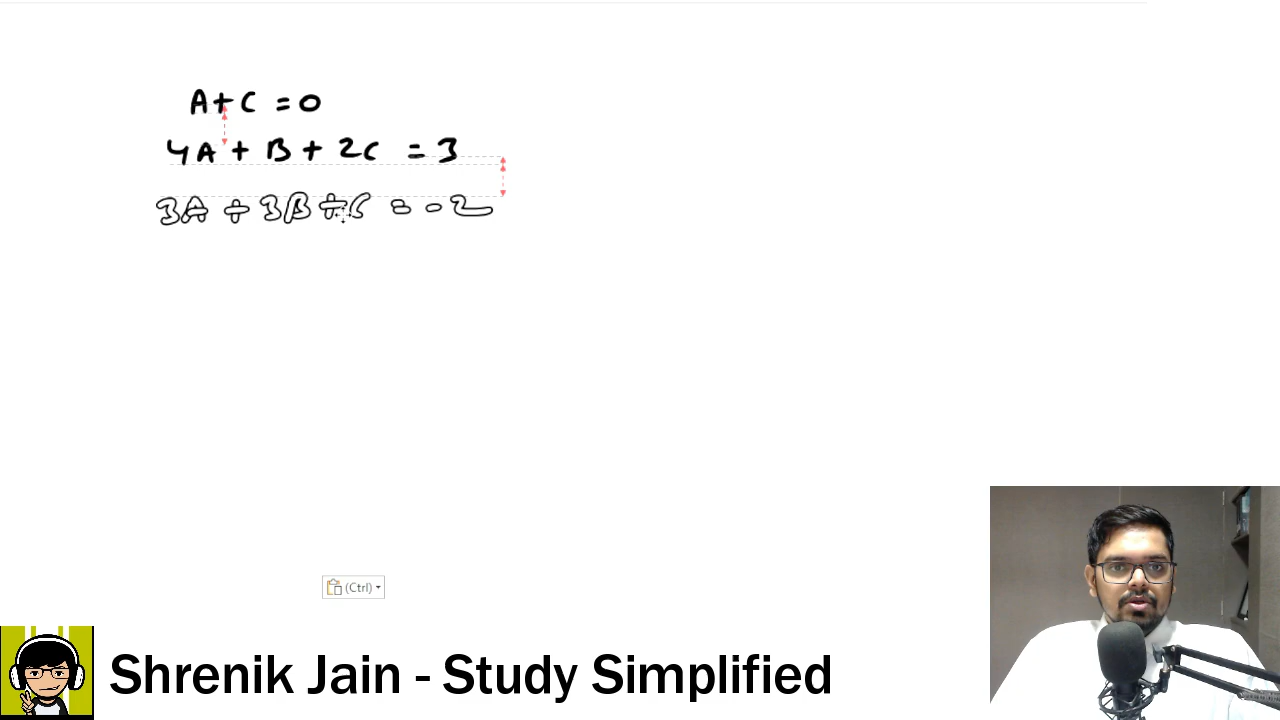 A+C = 0
4A + B + 2C = 3
3A + 3B + C = -2
(Ctrl)
Shrenik Jain - Study Simplified